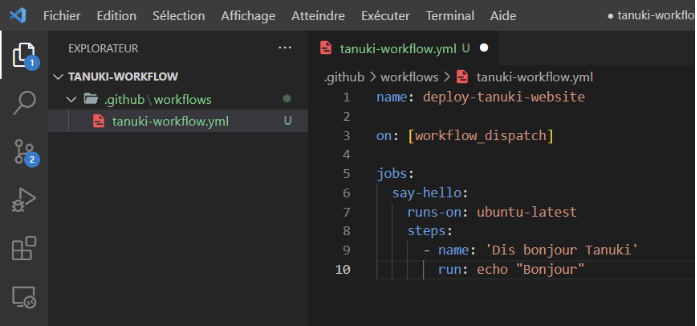 Fichier Edition Sélection Affichage Atteindre Exécuter Terminal Aide ● tanuki-workflo
EXPLORATEUR ...
TANUKI-WORKFLOW
.github\workflows
tanuki-workflow.yml U
1
2
tanuki-workflow.yml U ●
.github > workflows > tanuki-workflow.yml
1 name: deploy-tanuki-website
2
3 on: [workflow_dispatch]
4
5 jobs:
6 say-hello:
7 runs-on: ubuntu-latest
8 steps:
9 - name: 'Dis bonjour Tanuki'
10 run: echo "Bonjour"